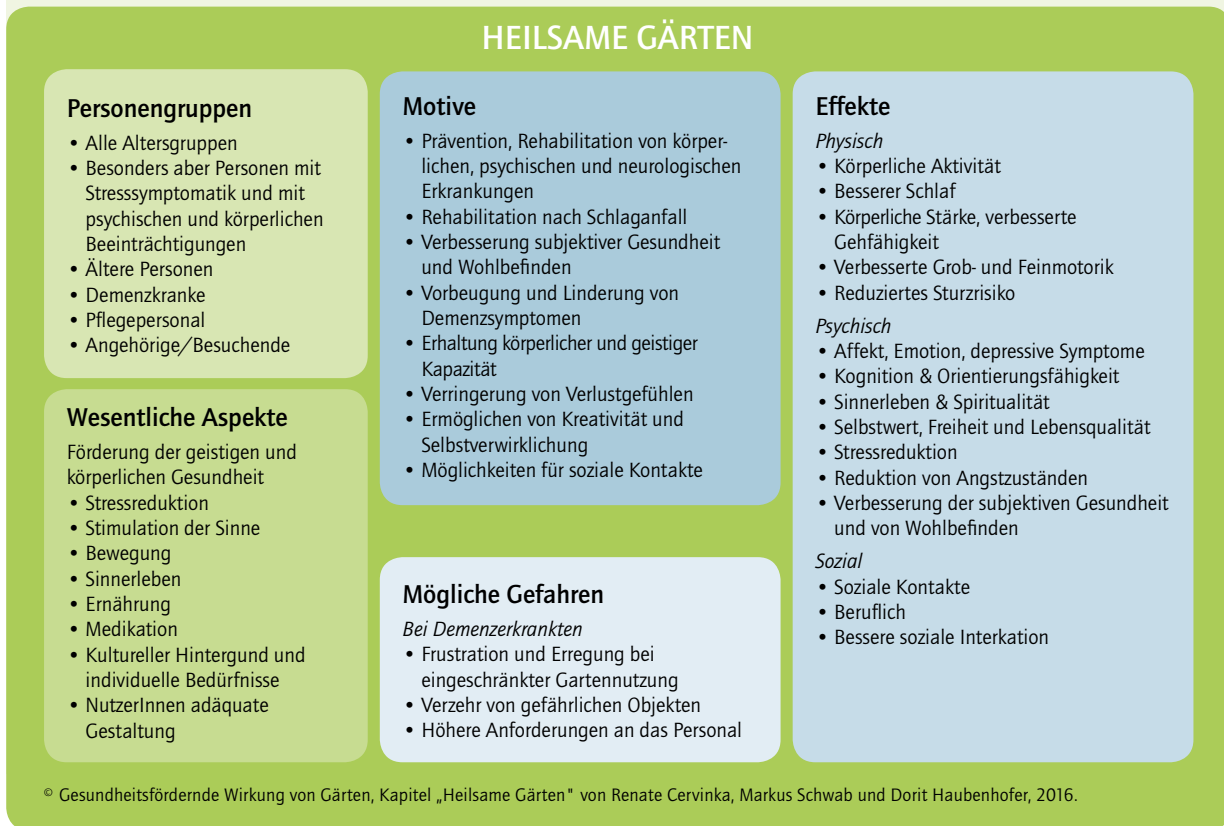 HEILSAME GÄRTEN
Personengruppen
• Alle Altersgruppen
• Besonders aber Personen mit
Stresssymptomatik und mit
psychischen und körperlichen
Beeinträchtigungen
• Ältere Personen
• Demenzkranke
• Pflegepersonal
• Angehörige/Besuchende
Wesentliche Aspekte
Förderung der geistigen und
körperlichen Gesundheit
• Stressreduktion
• Stimulation der Sinne
• Bewegung
• Sinnerleben
• Ernährung
• Medikation
• Kultureller Hintergund und
individuelle Bedürfnisse
• NutzerInnen adäquate
Gestaltung
Motive
• Prävention, Rehabilitation von körper-
lichen, psychischen und neurologischen
Erkrankungen
• Rehabilitation nach Schlaganfall
• Verbesserung subjektiver Gesundheit
und Wohlbefinden
• Vorbeugung und Linderung von
Demenzsymptomen
• Erhaltung körperlicher und geistiger
Kapazität
• Verringerung von Verlustgefühlen
• Ermöglichen von Kreativität und
Selbstverwirklichung
• Möglichkeiten für soziale Kontakte
Mögliche Gefahren
Bei Demenzerkrankten
• Frustration und Erregung bei
eingeschränkter Gartennutzung
• Verzehr von gefährlichen Objekten
• Höhere Anforderungen an das Personal
Effekte
Physisch
• Körperliche Aktivität
• Besserer Schlaf
• Körperliche Stärke, verbesserte
Gehfähigkeit
• Verbesserte Grob- und Feinmotorik
• Reduziertes Sturzrisiko
Psychisch
• Affekt, Emotion, depressive Symptome
• Kognition & Orientierungsfähigkeit
• Sinnerleben & Spiritualität
• Selbstwert, Freiheit und Lebensqualität
• Stressreduktion
• Reduktion von Angstzuständen
• Verbesserung der subjektiven Gesundheit
und von Wohlbefinden
Sozial
• Soziale Kontakte
• Beruflich
• Bessere soziale Interkation
© Gesundheitsfördernde Wirkung von Gärten, Kapitel „Heilsame Gärten" von Renate Cervinka, Markus Schwab und Dorit Haubenhofer, 2016.